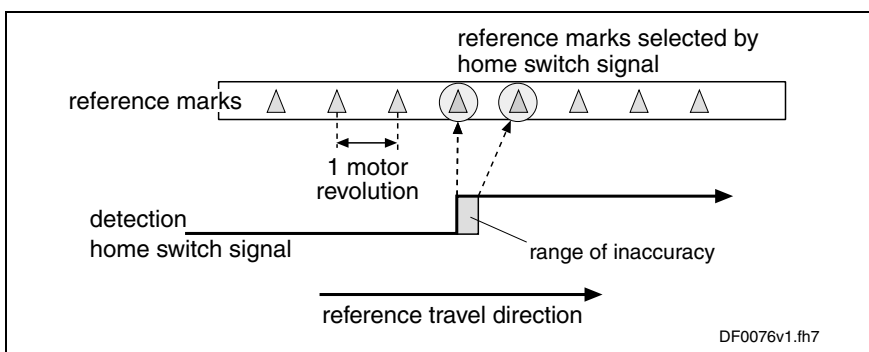 reference marks selected by
home switch signal
reference marks
1 motor
revolution
detection
home switch signal
range of inaccuracy
reference travel direction
DF0076v1.fh7